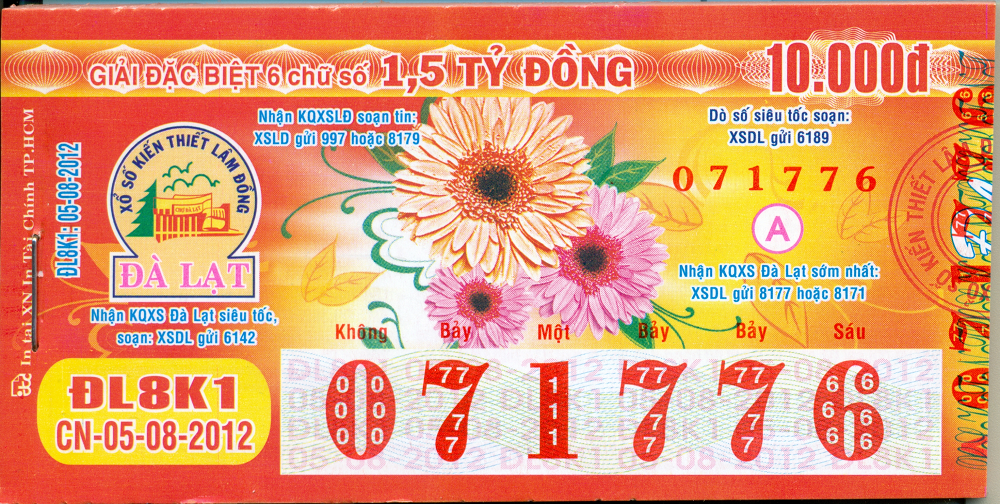 GIẢI ĐẶC BIỆT 6 chữ số 1,5 TỶ ĐỒNG
10.000đ
Nhận KQXSLĐ soạn tin:
XSLD gửi 997 hoặc 8179
Dò số siêu tốc soạn:
XSDL gửi 6189
071776
A
Nhận KQXS Đà Lạt sớm nhất:
XSDL gửi 8177 hoặc 8171
In tại XN In Tài Chính TP.HCM
ĐL8K1: 05-08-2012
XỔ SỐ KIẾN THIẾT LÂM ĐỒNG
ĐÀ LẠT
Nhận KQXS Đà Lạt siêu tốc,
soạn: XSDL gửi 6142
Không Bảy Một Bảy Bảy Sáu
071776
ĐL8K1
CN-05-08-2012
SỐ KIẾN THIẾT LÂM